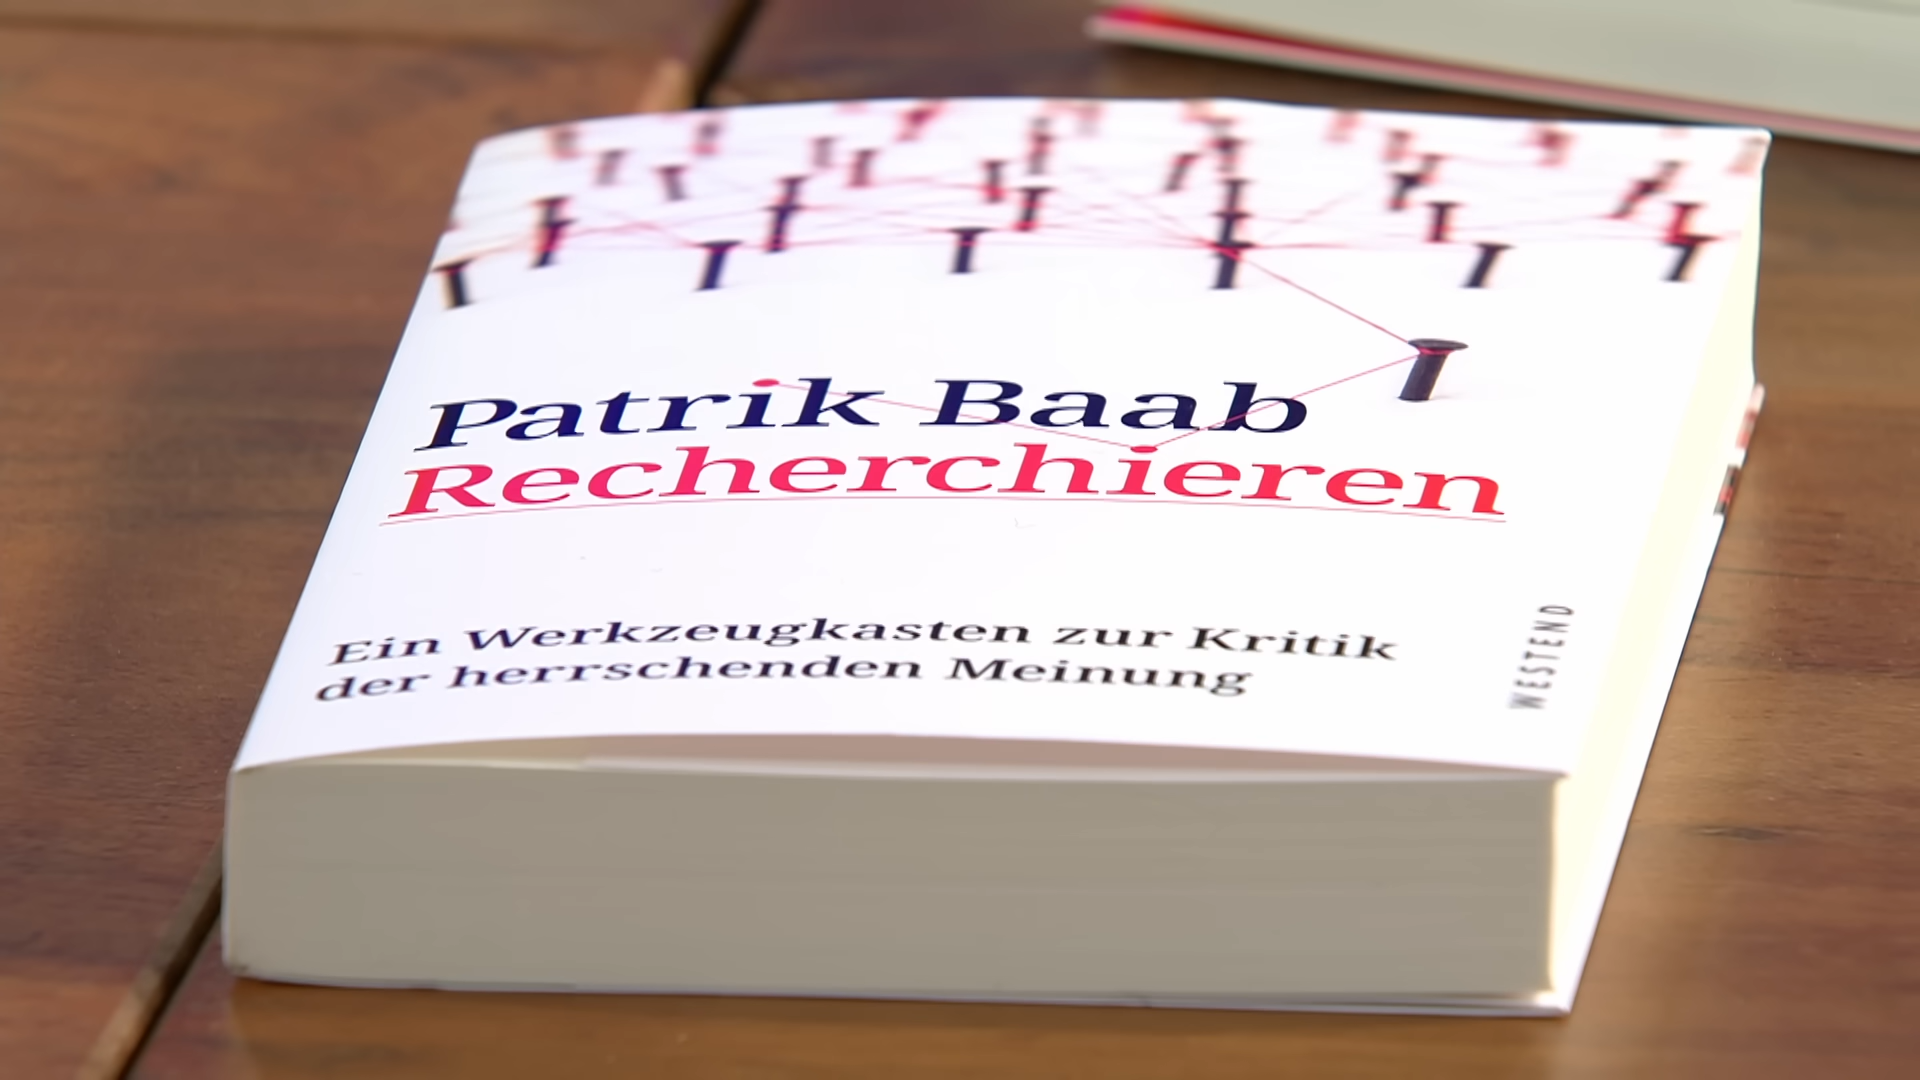 Patrik Baab
Recherchieren
Ein Werkzeugkasten zur Kritik
der herrschenden Meinung
WESTEND